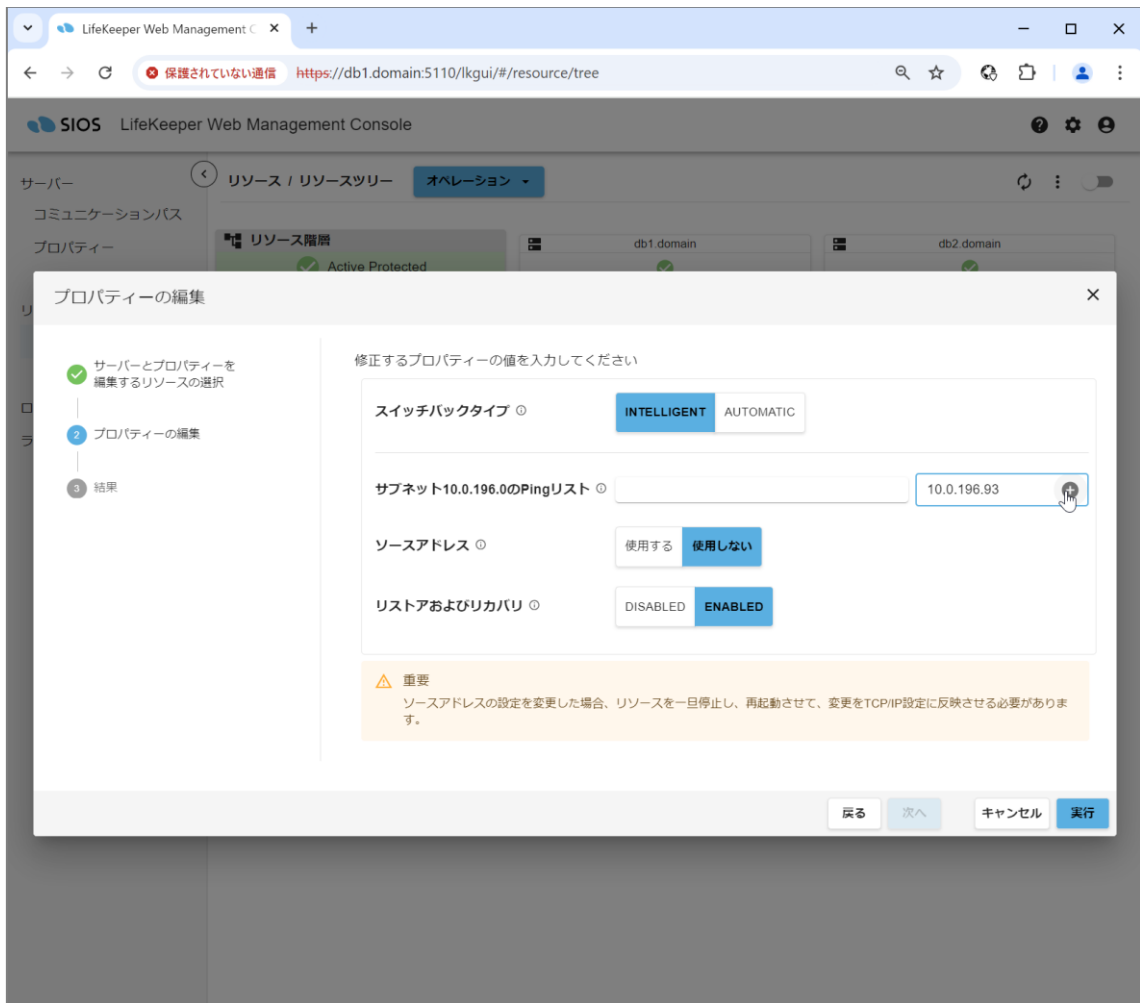 LifeKeeper Web Management C
保護されていない通信 https://db1.domain:5110/lkgui/#/resource/tree
SIOS LifeKeeper Web Management Console
サーバー
コミュニケーションパス
プロパティー
リソース / リソースツリー オペレーション
リソース階層 db1.domain db2.domain
Active Protected
リ
ロ
ラ
プロパティーの編集
サーバーとプロパティーを
編集するリソースの選択
2 プロパティーの編集
3 結果
修正するプロパティーの値を入力してください
スイッチバックタイプ INTELLIGENT AUTOMATIC
サブネット10.0.196.0のPingリスト 10.0.196.93
ソースアドレス 使用する 使用しない
リストアおよびリカバリ DISABLED ENABLED
重要
ソースアドレスの設定を変更した場合、リソースを一旦停止し、再起動させて、変更をTCP/IP設定に反映させる必要がありま
す。
戻る 次へ キャンセル 実行